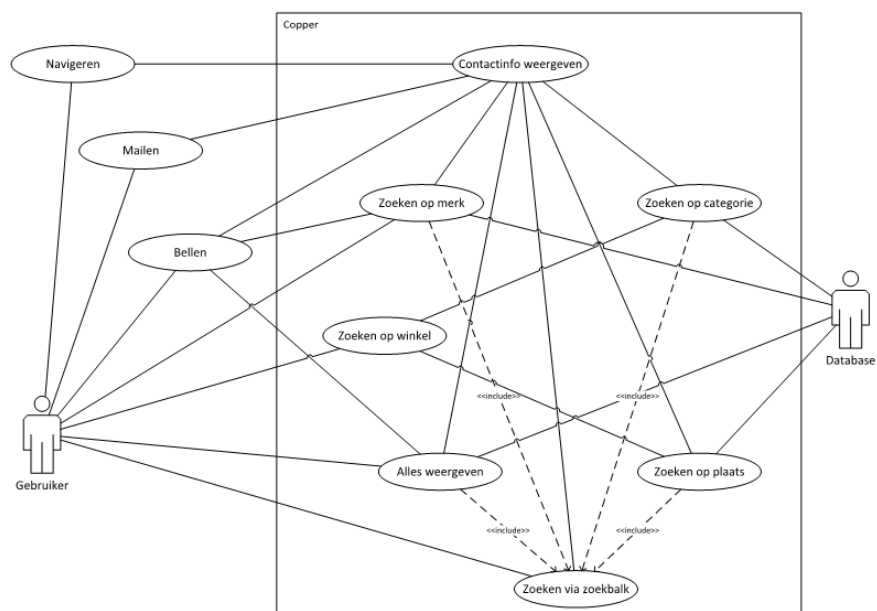 Copper
Navigeren
Contactinfo weergeven
Mailen
Zoeken op merk
Zoeken op categorie
Bellen
Zoeken op winkel
Database
<<include>>
<<include>>
Gebruiker
Alles weergeven
Zoeken op plaats
<<include>>
<<include>>
Zoeken via zoekbalk